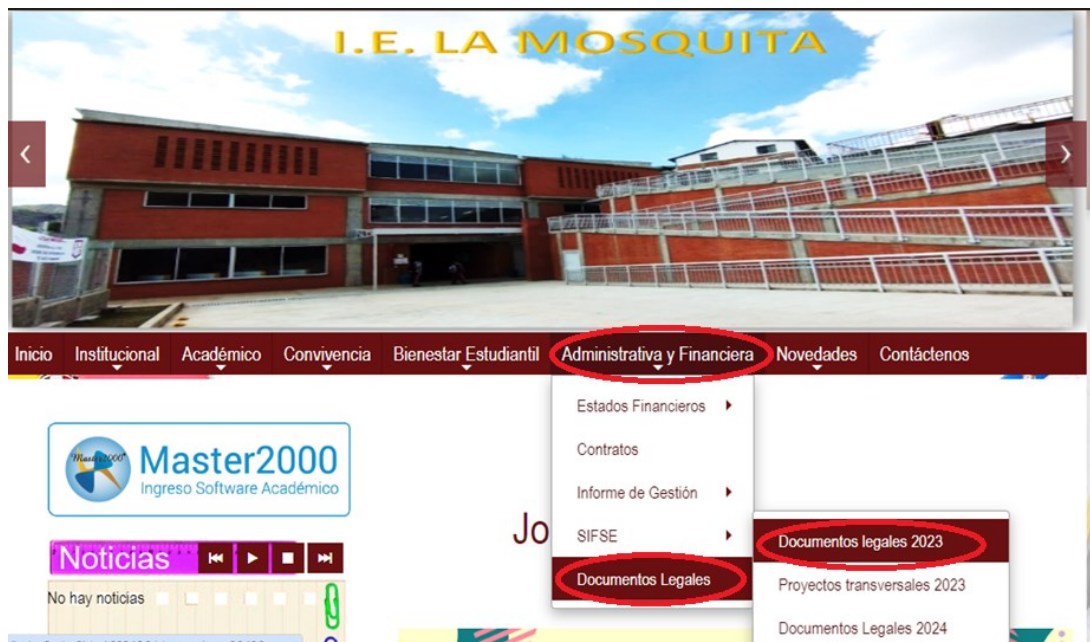 I.E. LA MOSQUITA
Inicio Institucional Académico Convivencia Bienestar Estudiantil Administrativa y Financiera Novedades Contáctenos
Estados Financieros
Contratos
Informe de Gestión
SIFSE
Documentos Legales
Documentos legales 2023
Proyectos transversales 2023
Documentos Legales 2024
Master2000
Master2000
Ingreso Software Académico
Jo
Noticias
No hay noticias